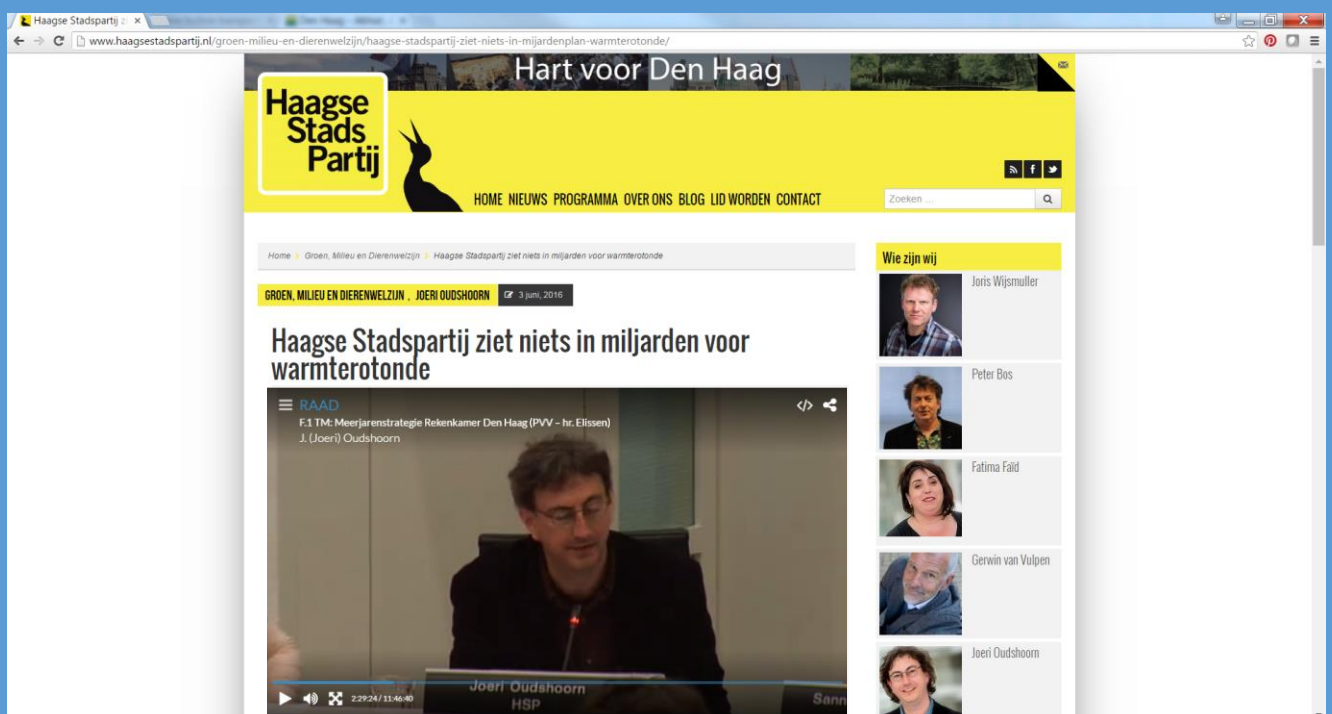 Haagse Stadspartij z
www.haagsestadspartij.nl/groen-milieu-en-dierenwelzijn/haagse-stadspartij-ziet-niets-in-mijardenplan-warmterotonde/
Hart voor Den Haag
Haagse
Stads
Partij
HOME NIEUWS PROGRAMMA OVER ONS BLOG LID WORDEN CONTACT
Zoeken ...
Home > Groen, Milieu en Dierenwelzijn > Haagse Stadspartij ziet niets in miljarden voor warmterotonde
GROEN, MILIEU EN DIERENWELZIJN , JOERI OUDSHOORN 3 juni, 2016
Haagse Stadspartij ziet niets in miljarden voor
warmterotonde
RAAD
F.1 TM: Meerjarenstrategie Rekenkamer Den Haag (PVV – hr. Elissen)
J. (Joeri) Oudshoorn
Joeri Oudshoorn
HSP
Sann
2:29:24 / 11:46:40
Wie zijn wij
Joris Wijsmuller
Peter Bos
Fatima Faïd
Gerwin van Vulpen
Joeri Oudshoorn